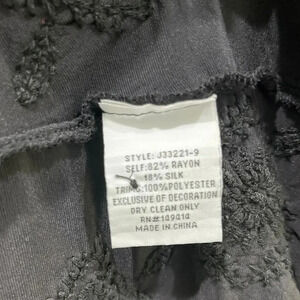 STYLE: J33221-9
SELF:82% RAYON
18% SILK
TRIM:100%POLYESTER
EXCLUSIVE OF DECORATION
DRY CLEAN ONLY
RN#109414
MADE IN CHINA